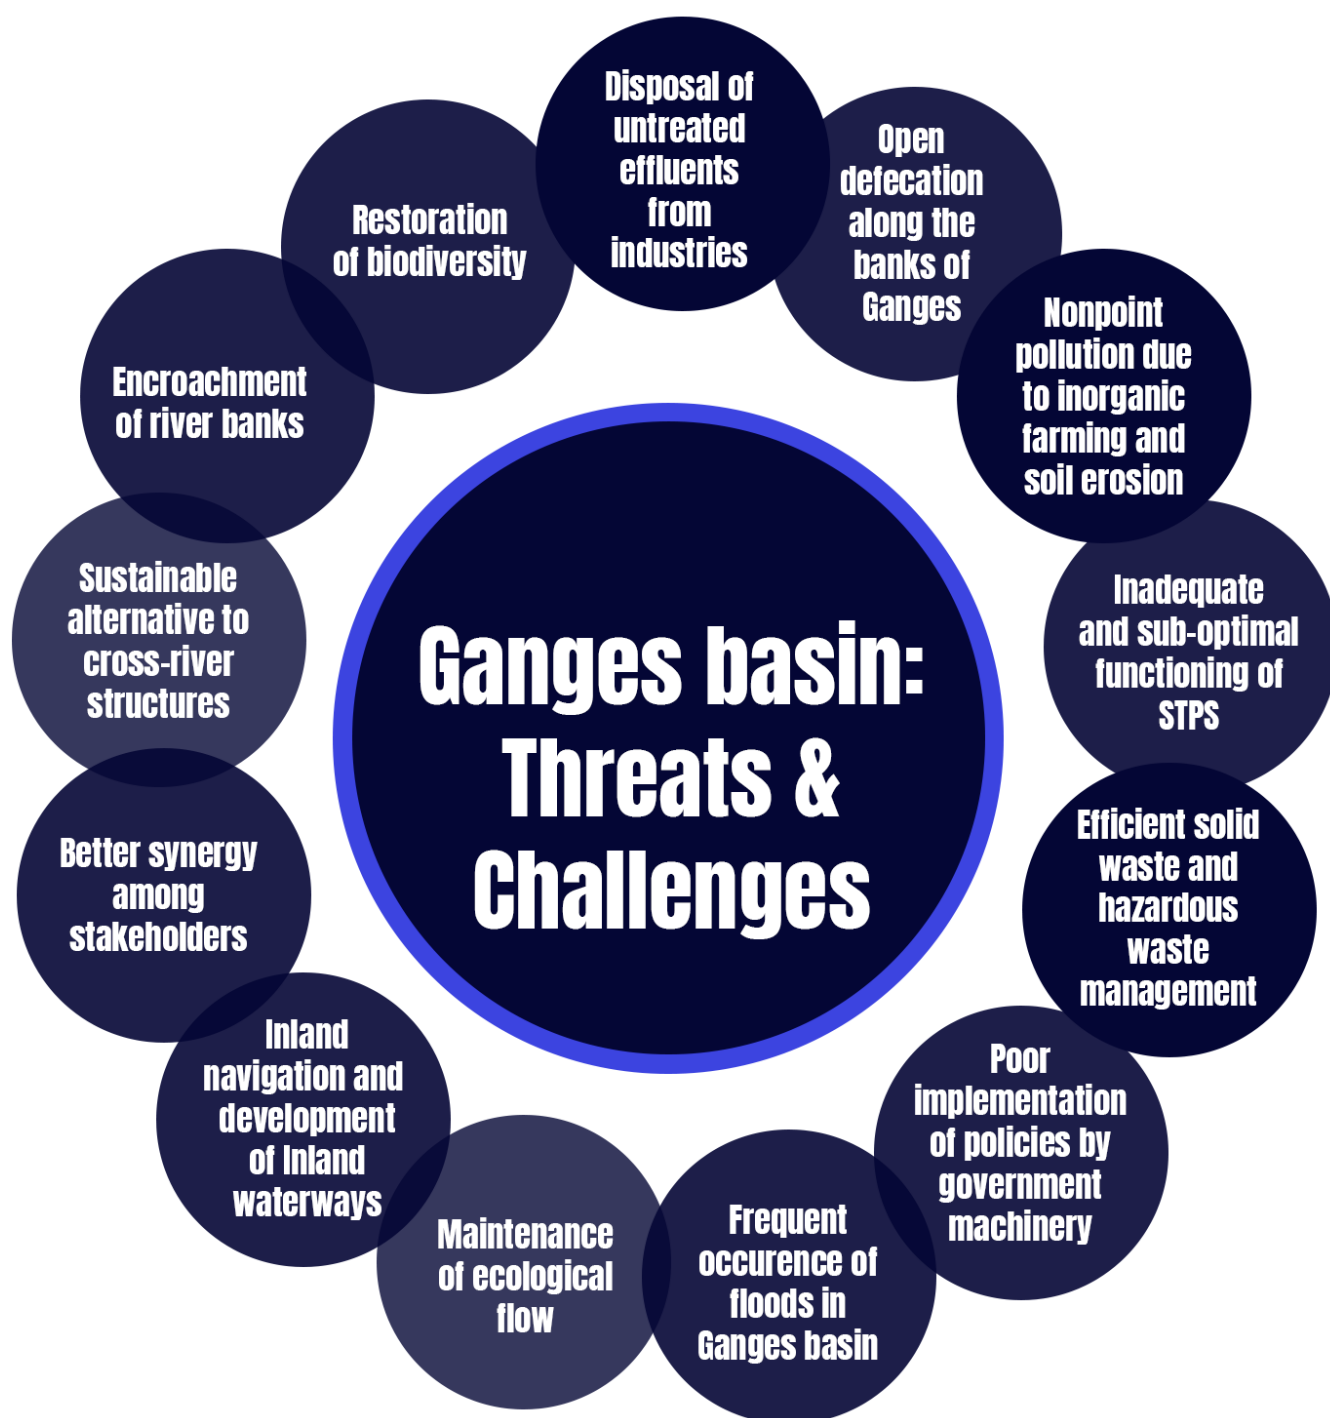 Disposal of
untreated
effluents
from
industries
Open
defecation
along the
banks of
Ganges
Nonpoint
pollution due
to inorganic
farming and
soil erosion
Inadequate
and sub-optimal
functioning of
STPS
Efficient solid
waste and
hazardous
waste
management
Poor
implementation
of policies by
government
machinery
Frequent
occurence of
floods in
Ganges basin
Maintenance
of ecological
flow
Inland
navigation and
development
of Inland
waterways
Better synergy
among
stakeholders
Sustainable
alternative to
cross-river
structures
Encroachment
of river banks
Restoration
of biodiversity
Ganges basin:
Threats &
Challenges